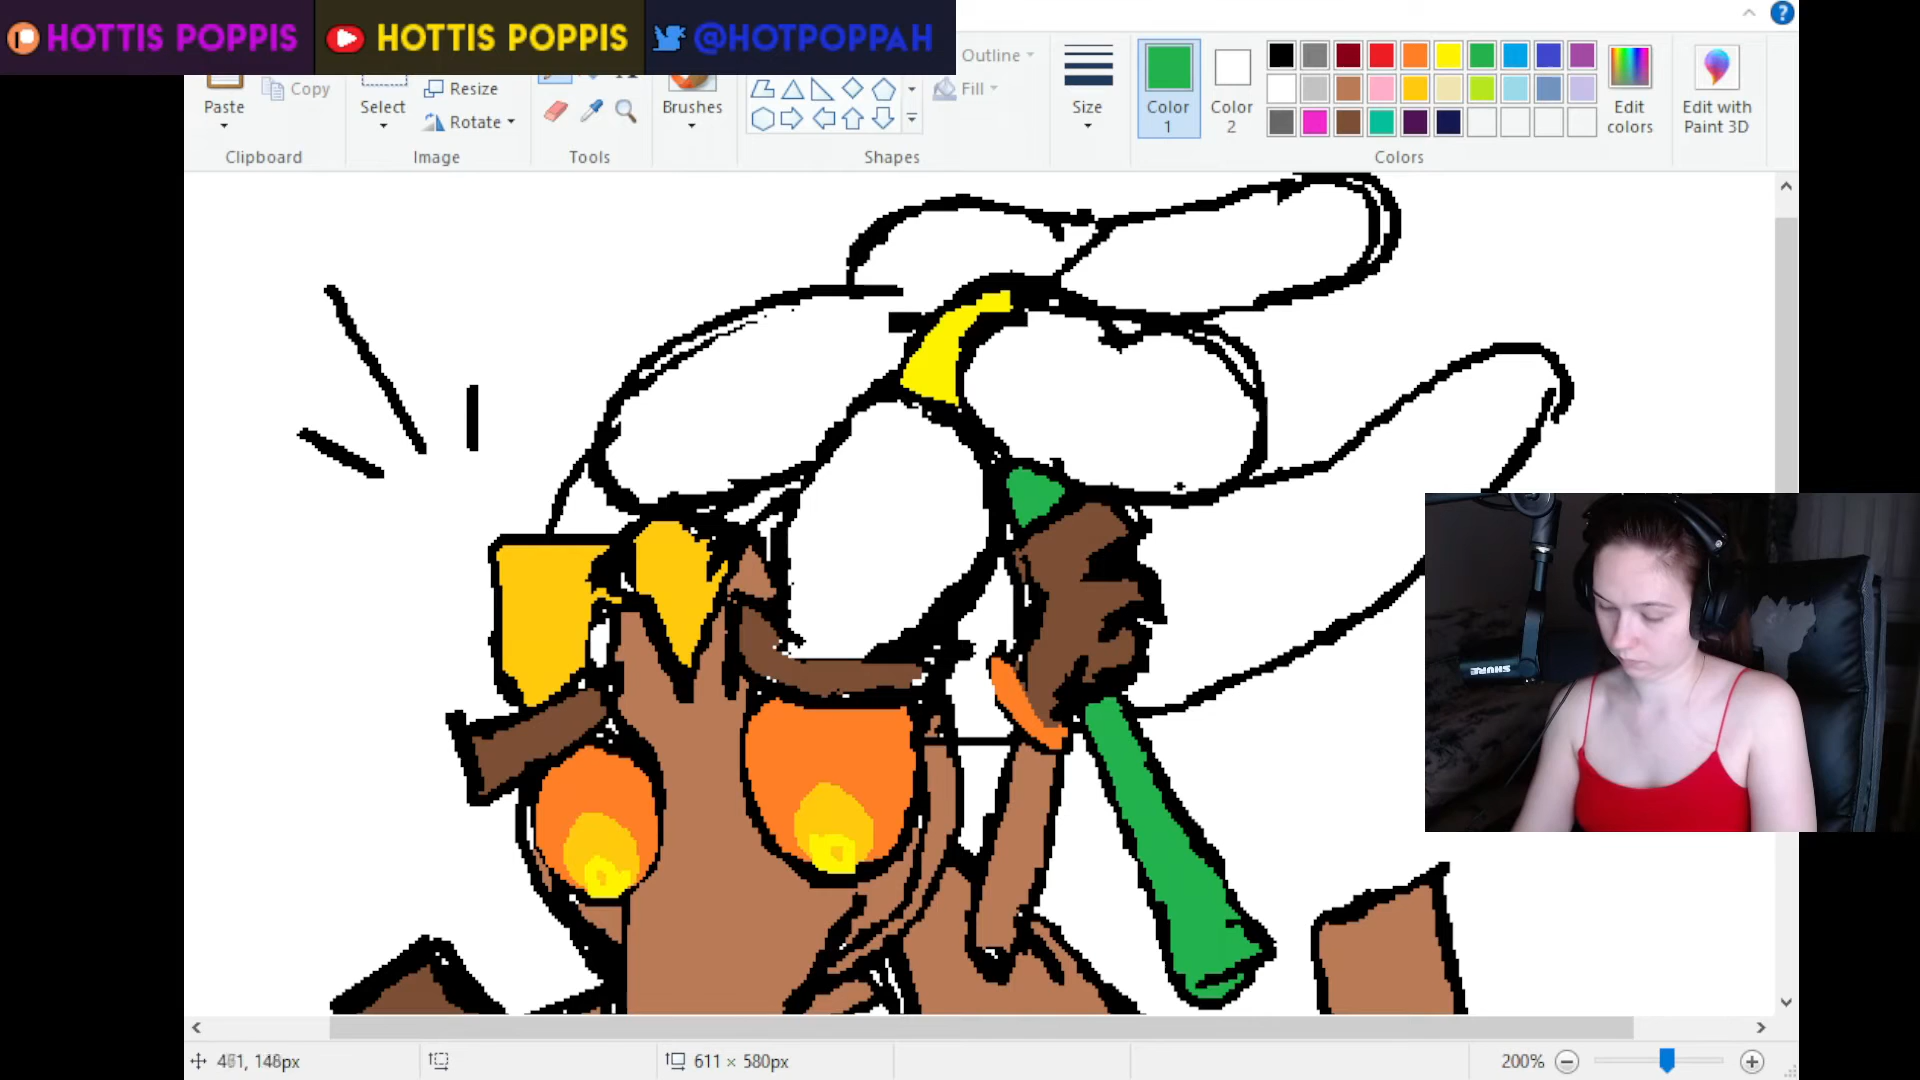 HOTTIS POPPIS HOTTIS POPPIS @HOTPOPPAH
Paste Copy
Clipboard
Select Resize
Rotate
Image
Tools
Brushes
Shapes
Outline
Fill
Size
Color 1
Color 2
Edit colors
Edit with Paint 3D
Colors
SHURE
611 × 580px
200%